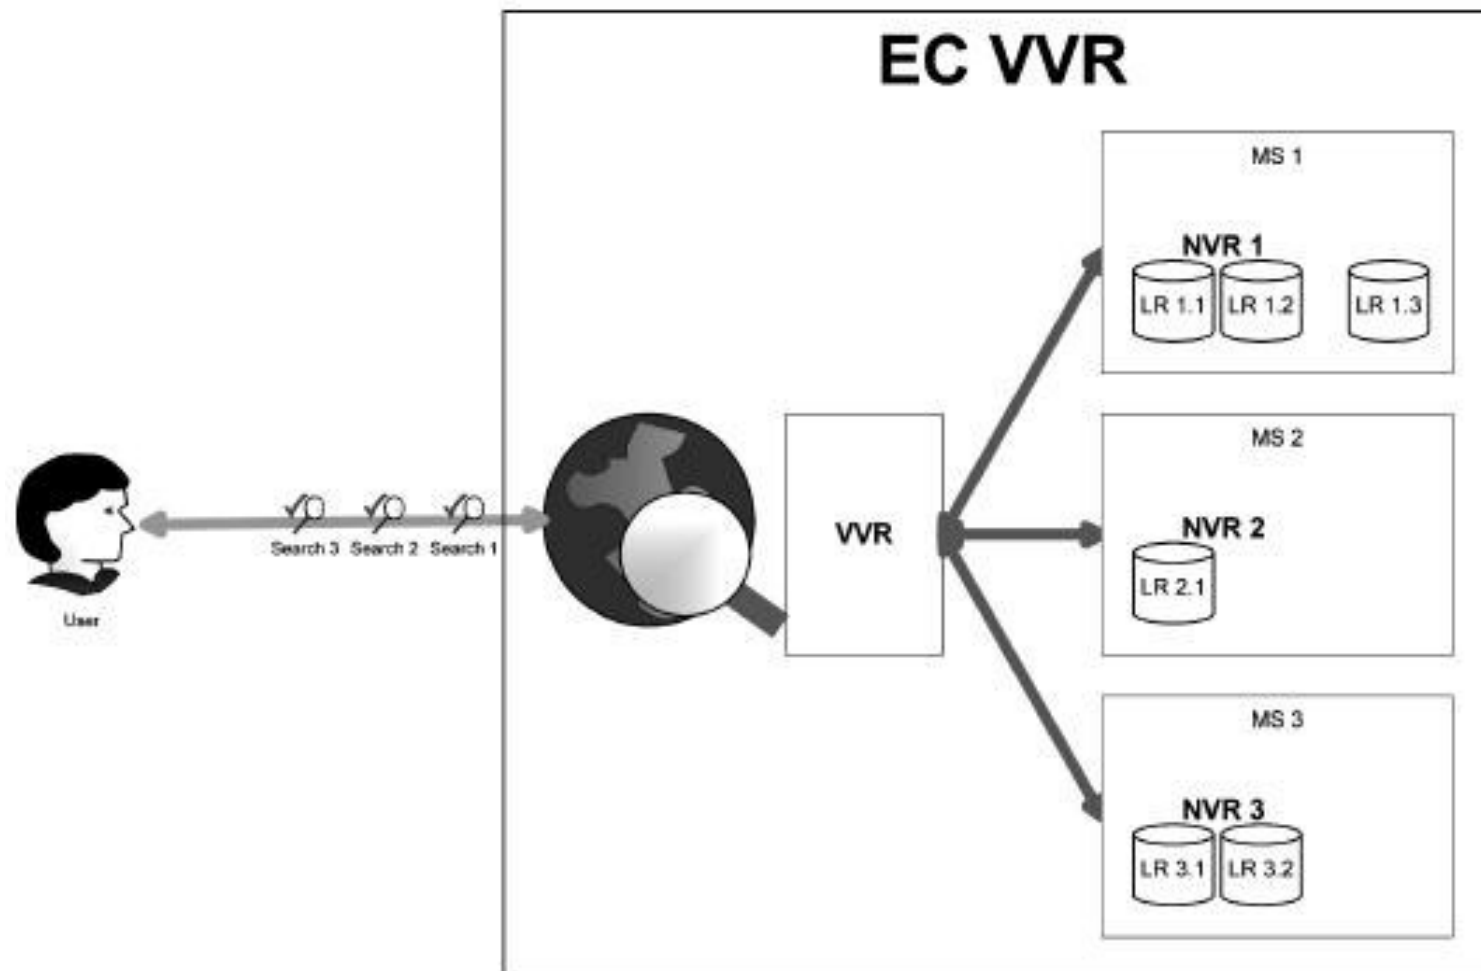 EC VVR
MS 1
NVR 1
LR 1.1 LR 1.2 LR 1.3
MS 2
NVR 2
LR 2.1
MS 3
NVR 3
LR 3.1 LR 3.2
VVR
Search 3 Search 2 Search 1
User